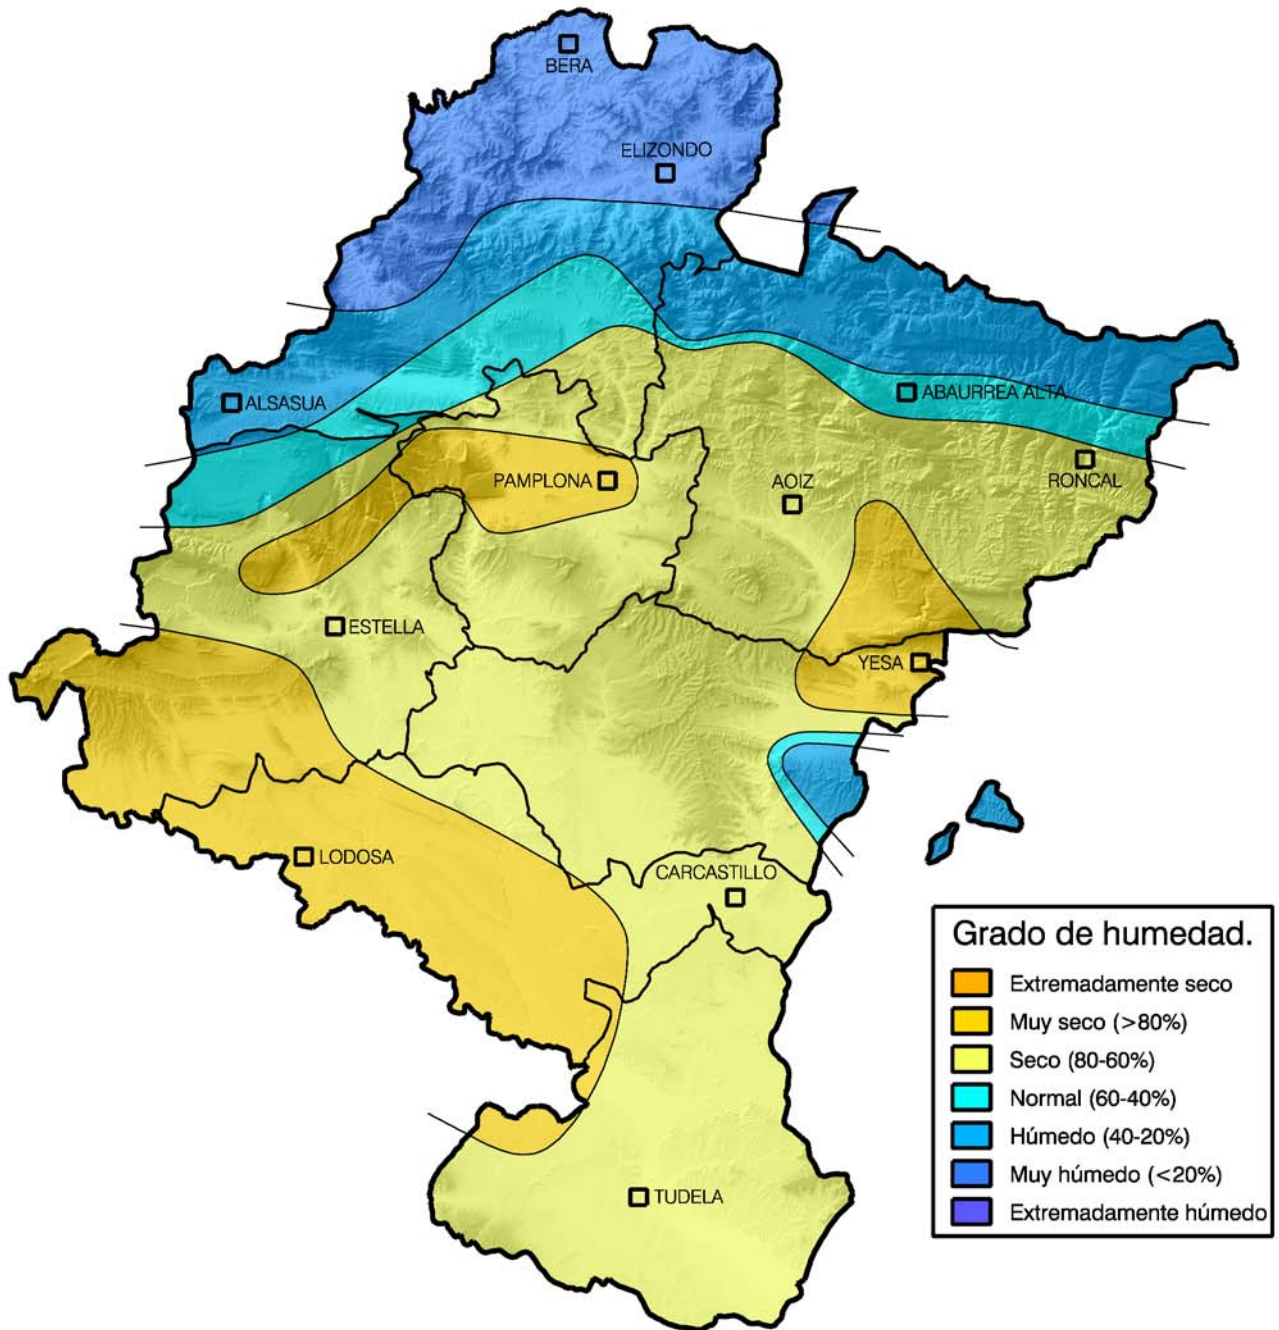 BERA
ELIZONDO
ALSASUA
ABAURREA ALTA
PAMPLONA
AOIZ
RONCAL
ESTELLA
YESA
LODOSA
CARCASTILLO
TUDELA
Grado de humedad.
Extremadamente seco
Muy seco (>80%)
Seco (80-60%)
Normal (60-40%)
Húmedo (40-20%)
Muy húmedo (<20%)
Extremadamente húmedo